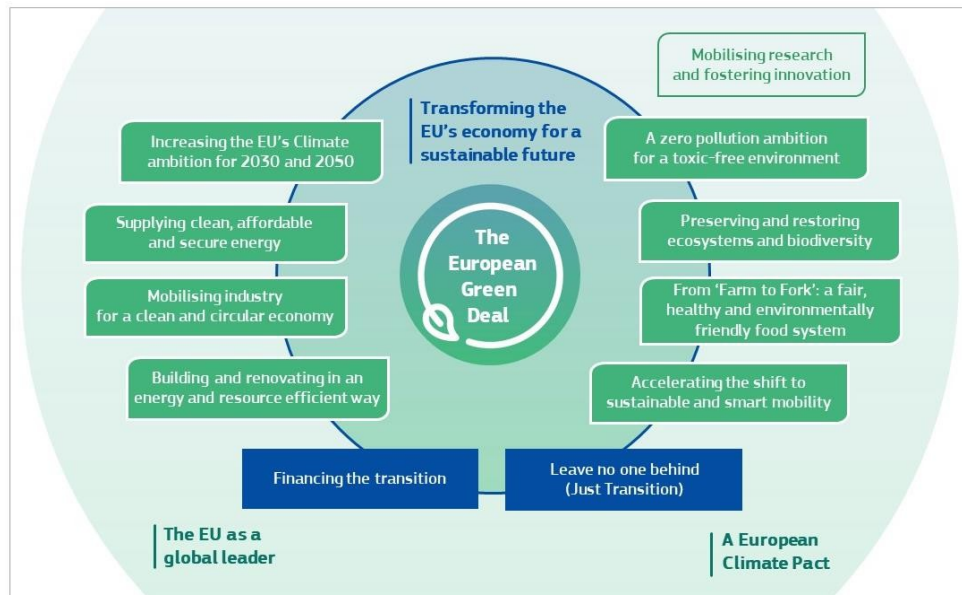 Mobilising research
and fostering innovation
Transforming the
EU's economy for a
sustainable future
Increasing the EU's Climate
ambition for 2030 and 2050
A zero pollution ambition
for a toxic-free environment
Supplying clean, affordable
and secure energy
Preserving and restoring
ecosystems and biodiversity
The
European
Green
Deal
Mobilising industry
for a clean and circular economy
From ‘Farm to Fork’: a fair,
healthy and environmentally
friendly food system
Building and renovating in an
energy and resource efficient way
Accelerating the shift to
sustainable and smart mobility
Financing the transition
Leave no one behind
(Just Transition)
The EU as a
global leader
A European
Climate Pact